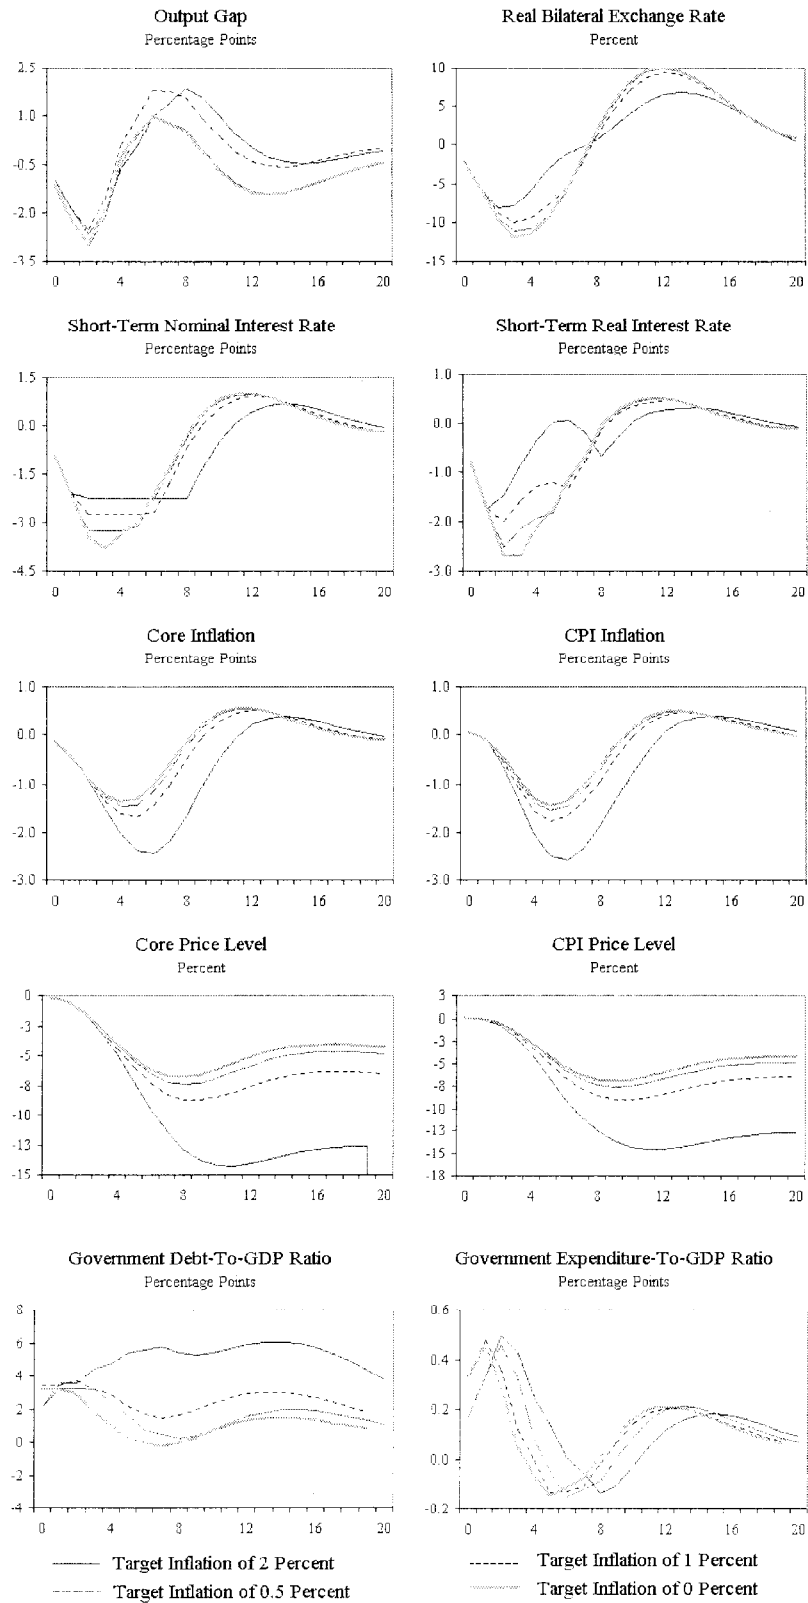 Output Gap
Percentage Points
2.5
1.0
-0.5
-2.0
-3.5
0 4 8 12 16 20
Real Bilateral Exchange Rate
Percent
10
5
0
-5
-10
-15
0 4 8 12 16 20
Short-Term Nominal Interest Rate
Percentage Points
1.5
0.0
-1.5
-3.0
-4.5
0 4 8 12 16 20
Short-Term Real Interest Rate
Percentage Points
1.0
0.0
-1.0
-2.0
-3.0
0 4 8 12 16 20
Core Inflation
Percentage Points
1.0
0.0
-1.0
-2.0
-3.0
0 4 8 12 16 20
CPI Inflation
Percentage Points
1.0
0.0
-1.0
-2.0
-3.0
0 4 8 12 16 20
Core Price Level
Percent
0
-3
-5
-8
-10
-13
-15
0 4 8 12 16 20
CPI Price Level
Percent
3
0
-3
-5
-8
-10
-13
-15
-18
0 4 8 12 16 20
Government Debt-To-GDP Ratio
Percentage Points
8
6
4
2
0
-2
-4
0 4 8 12 16 20
Government Expenditure-To-GDP Ratio
Percentage Points
0.6
0.4
0.2
0.0
-0.2
0 4 8 12 16 20
Target Inflation of 2 Percent
Target Inflation of 1 Percent
Target Inflation of 0.5 Percent
Target Inflation of 0 Percent